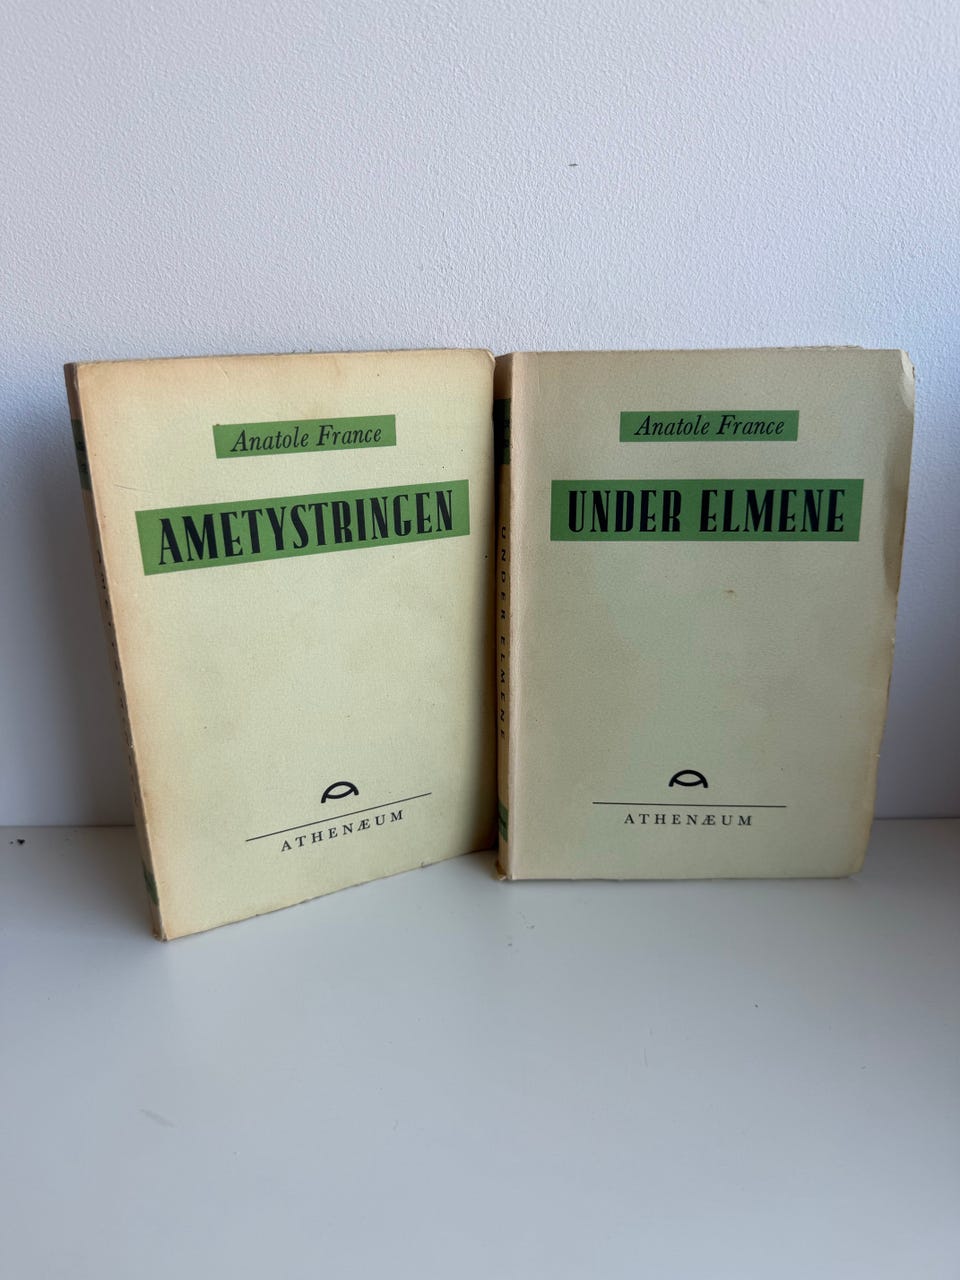 Anatole France
AMETYSTRINGEN
ATHENÆUM
UNDER ELMENE
Anatole France
UNDER ELMENE
ATHENÆUM